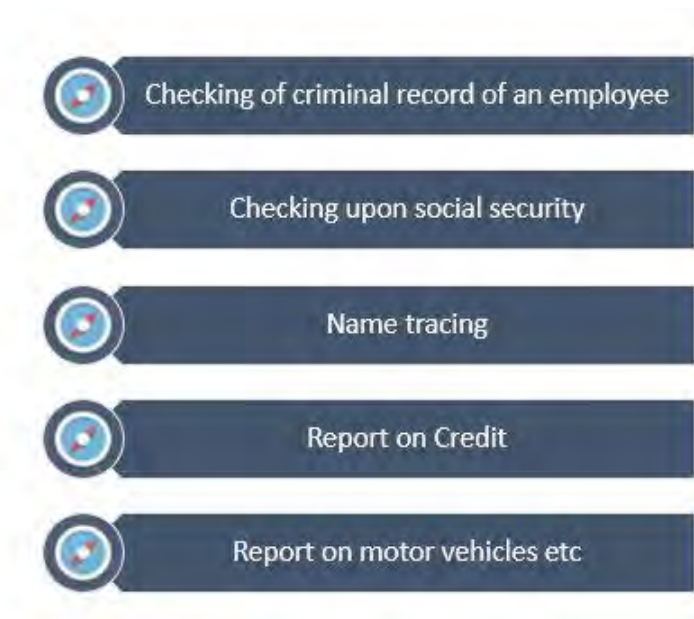 Checking of criminal record of an employee
Checking upon social security
Name tracing
Report on Credit
Report on motor vehicles etc